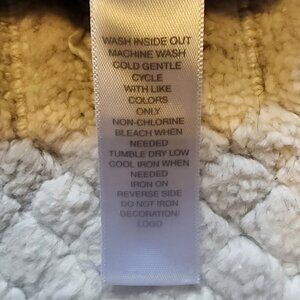 WASH INSIDE OUT
MACHINE WASH
COLD GENTLE
CYCLE
WITH LIKE
COLORS
ONLY
NON-CHLORINE
BLEACH WHEN
NEEDED
TUMBLE DRY LOW
COOL IRON WHEN
NEEDED
IRON ON
REVERSE SIDE
DO NOT IRON
DECORATION/
LOGO